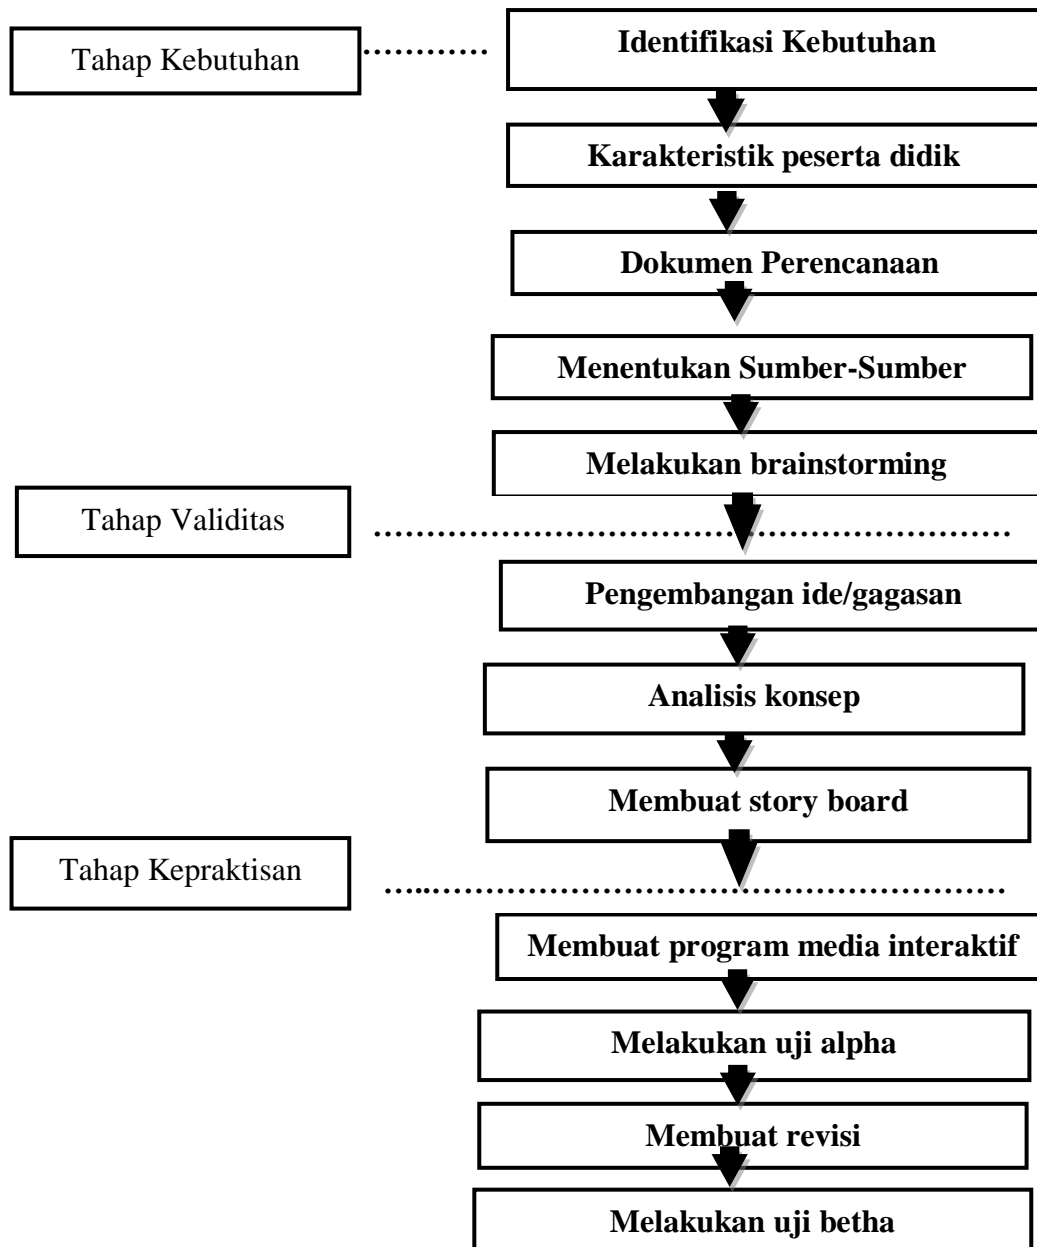 Identifikasi Kebutuhan
Tahap Kebutuhan …………
Karakteristik peserta didik
Dokumen Perencanaan
Menentukan Sumber-Sumber
Melakukan brainstorming
Tahap Validitas
Pengembangan ide/gagasan
Analisis konsep
Membuat story board
Tahap Kepraktisan
Membuat program media interaktif
Melakukan uji alpha
Membuat revisi
Melakukan uji betha